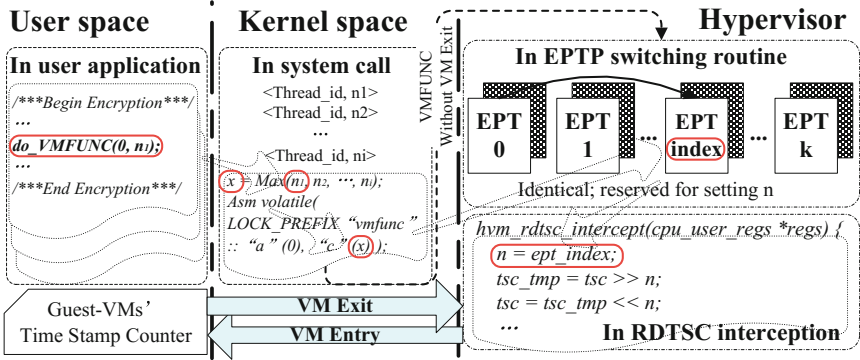 User space
Kernel space
Hypervisor
In user application
/***Begin Encryption***/
…
do_VMFUNC(0, n₁);
…
/***End Encryption***/
In system call
<Thread_id, n1>
<Thread_id, n2>
…
<Thread_id, ni>
x = Max(n₁, n₂, …, nᵢ);
Asm volatile(
LOCK_PREFIX “vmfunc”
:: “a” (0), “c” (x) );
VMFUNC
Without VM Exit
In EPTP switching routine
EPT 0
EPT 1
...
EPT index
...
EPT k
Identical; reserved for setting n
hvm_rdtsc_intercept(cpu_user_regs *regs) {
n = ept_index;
tsc_tmp = tsc >> n;
tsc = tsc_tmp << n;
…
In RDTSC interception
Guest-VMs’
Time Stamp Counter
VM Exit
VM Entry